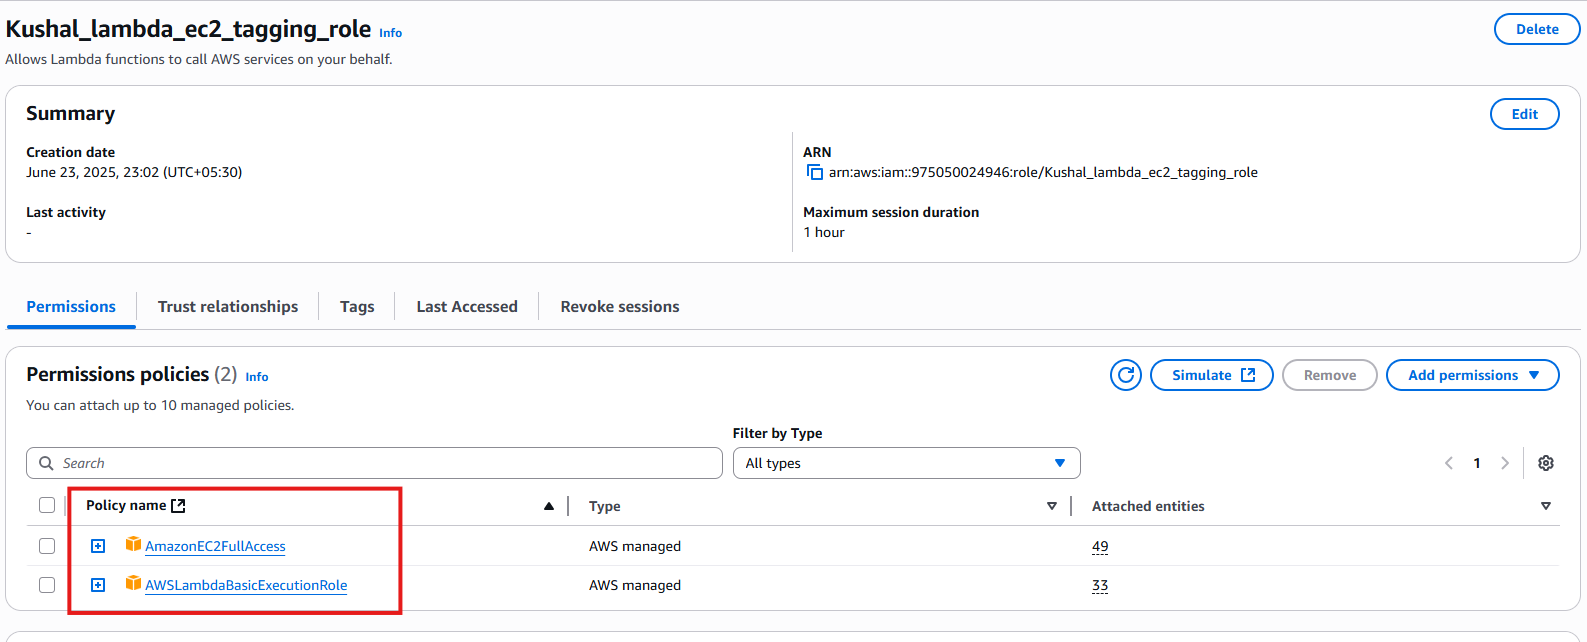 Kushal_lambda_ec2_tagging_role Info
Delete
Allows Lambda functions to call AWS services on your behalf.
Summary
Edit
Creation date
June 23, 2025, 23:02 (UTC+05:30)
ARN
arn:aws:iam::975050024946:role/Kushal_lambda_ec2_tagging_role
Last activity
-
Maximum session duration
1 hour
Permissions Trust relationships Tags Last Accessed Revoke sessions
Permissions policies (2) Info
Simulate Remove Add permissions
You can attach up to 10 managed policies.
Filter by Type
Search
All types
1
Policy name Type Attached entities
AmazonEC2FullAccess AWS managed 49
AWSLambdaBasicExecutionRole AWS managed 33